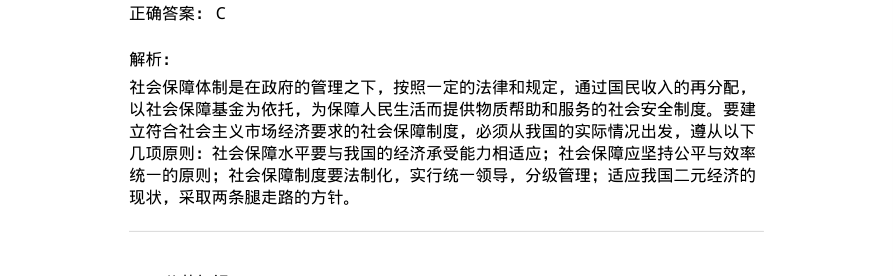 正确答案： C
解析：
社会保障体制是在政府的管理之下，按照一定的法律和规定，通过国民收入的再分配，
以社会保障基金为依托，为保障人民生活而提供物质帮助和服务的社会安全制度。要建
立符合社会主义市场经济要求的社会保障制度，必须从我国的实际情况出发，遵从以下
几项原则：社会保障水平要与我国的经济承受能力相适应；社会保障应坚持公平与效率
统一的原则；社会保障制度要法制化，实行统一领导，分级管理；适应我国二元经济的
现状，采取两条腿走路的方针。